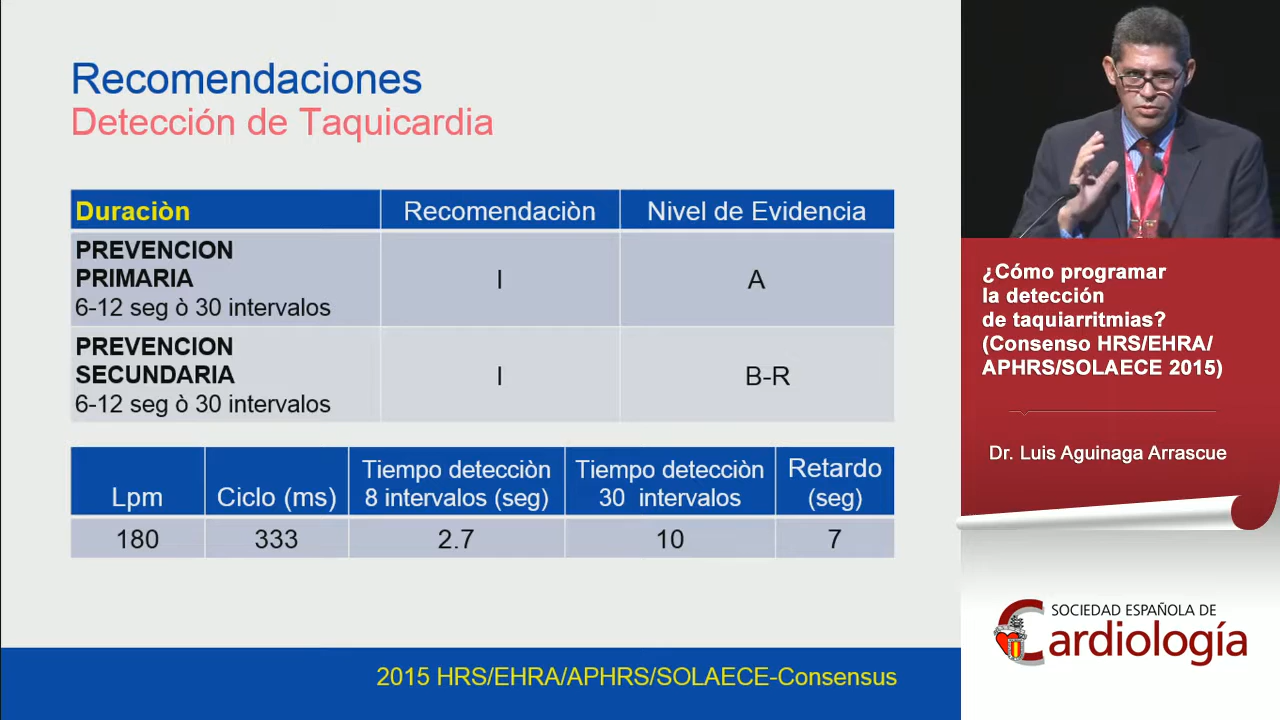 Recomendaciones
Detección de Taquicardia
Duraciòn Recomendaciòn Nivel de Evidencia
PREVENCION
PRIMARIA
6-12 seg ò 30 intervalos
I A
PREVENCION
SECUNDARIA
6-12 seg ò 30 intervalos
I B-R
Lpm Ciclo (ms)
Tiempo detecciòn
8 intervalos (seg)
Tiempo detecciòn
30 intervalos
Retardo
(seg)
180 333 2.7 10 7
2015 HRS/EHRA/APHRS/SOLAECE-Consensus
¿Cómo programar
la detección
de taquiarritmias?
(Consenso HRS/EHRA/
APHRS/SOLAECE 2015)
Dr. Luis Aguinaga Arrascue
SOCIEDAD ESPAÑOLA DE
Cardiología